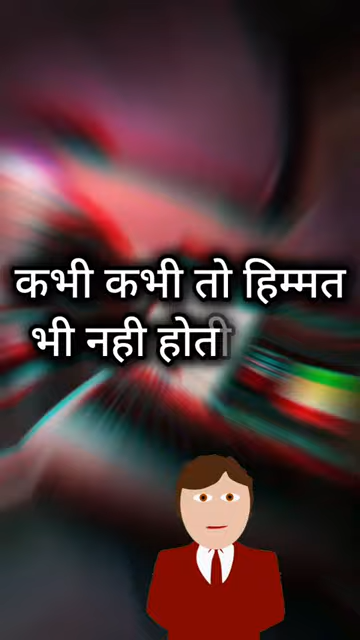 कभी कभी तो हिम्मत
भी नही होती